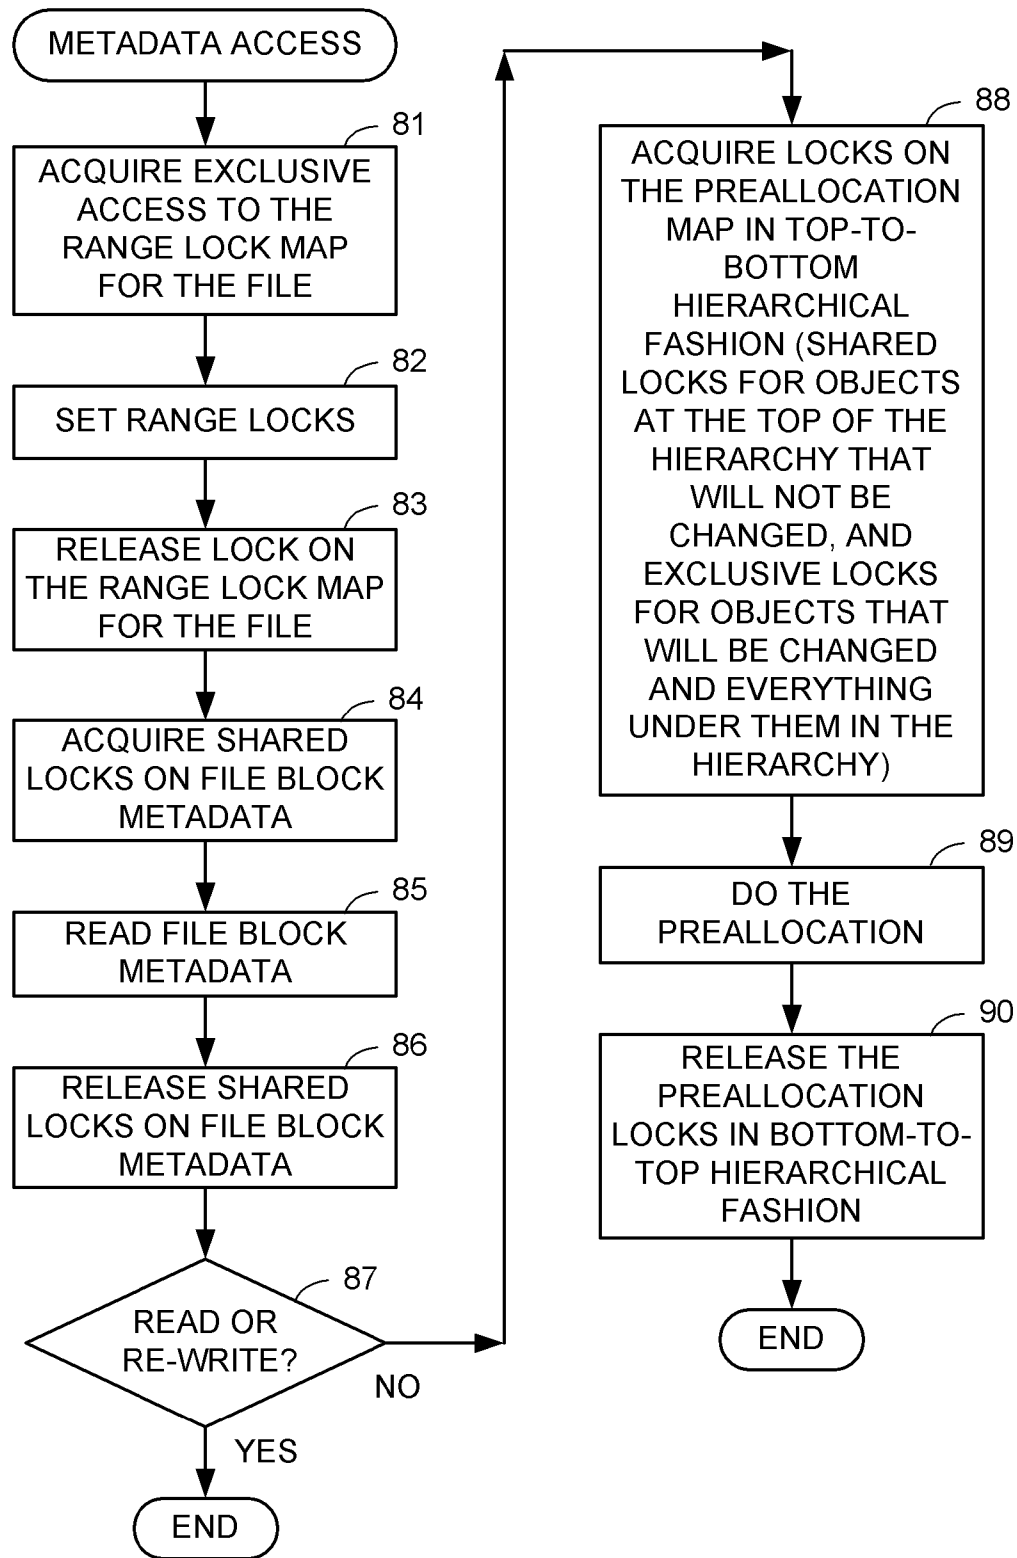 METADATA ACCESS
81
ACQUIRE EXCLUSIVE
ACCESS TO THE
RANGE LOCK MAP
FOR THE FILE
82
SET RANGE LOCKS
83
RELEASE LOCK ON
THE RANGE LOCK MAP
FOR THE FILE
84
ACQUIRE SHARED
LOCKS ON FILE BLOCK
METADATA
85
READ FILE BLOCK
METADATA
86
RELEASE SHARED
LOCKS ON FILE BLOCK
METADATA
87
READ OR
RE-WRITE?
NO
YES
END
88
ACQUIRE LOCKS ON
THE PREALLOCATION
MAP IN TOP-TO-
BOTTOM
HIERARCHICAL
FASHION (SHARED
LOCKS FOR OBJECTS
AT THE TOP OF THE
HIERARCHY THAT
WILL NOT BE
CHANGED, AND
EXCLUSIVE LOCKS
FOR OBJECTS THAT
WILL BE CHANGED
AND EVERYTHING
UNDER THEM IN THE
HIERARCHY)
89
DO THE
PREALLOCATION
90
RELEASE THE
PREALLOCATION
LOCKS IN BOTTOM-TO-
TOP HIERARCHICAL
FASHION
END